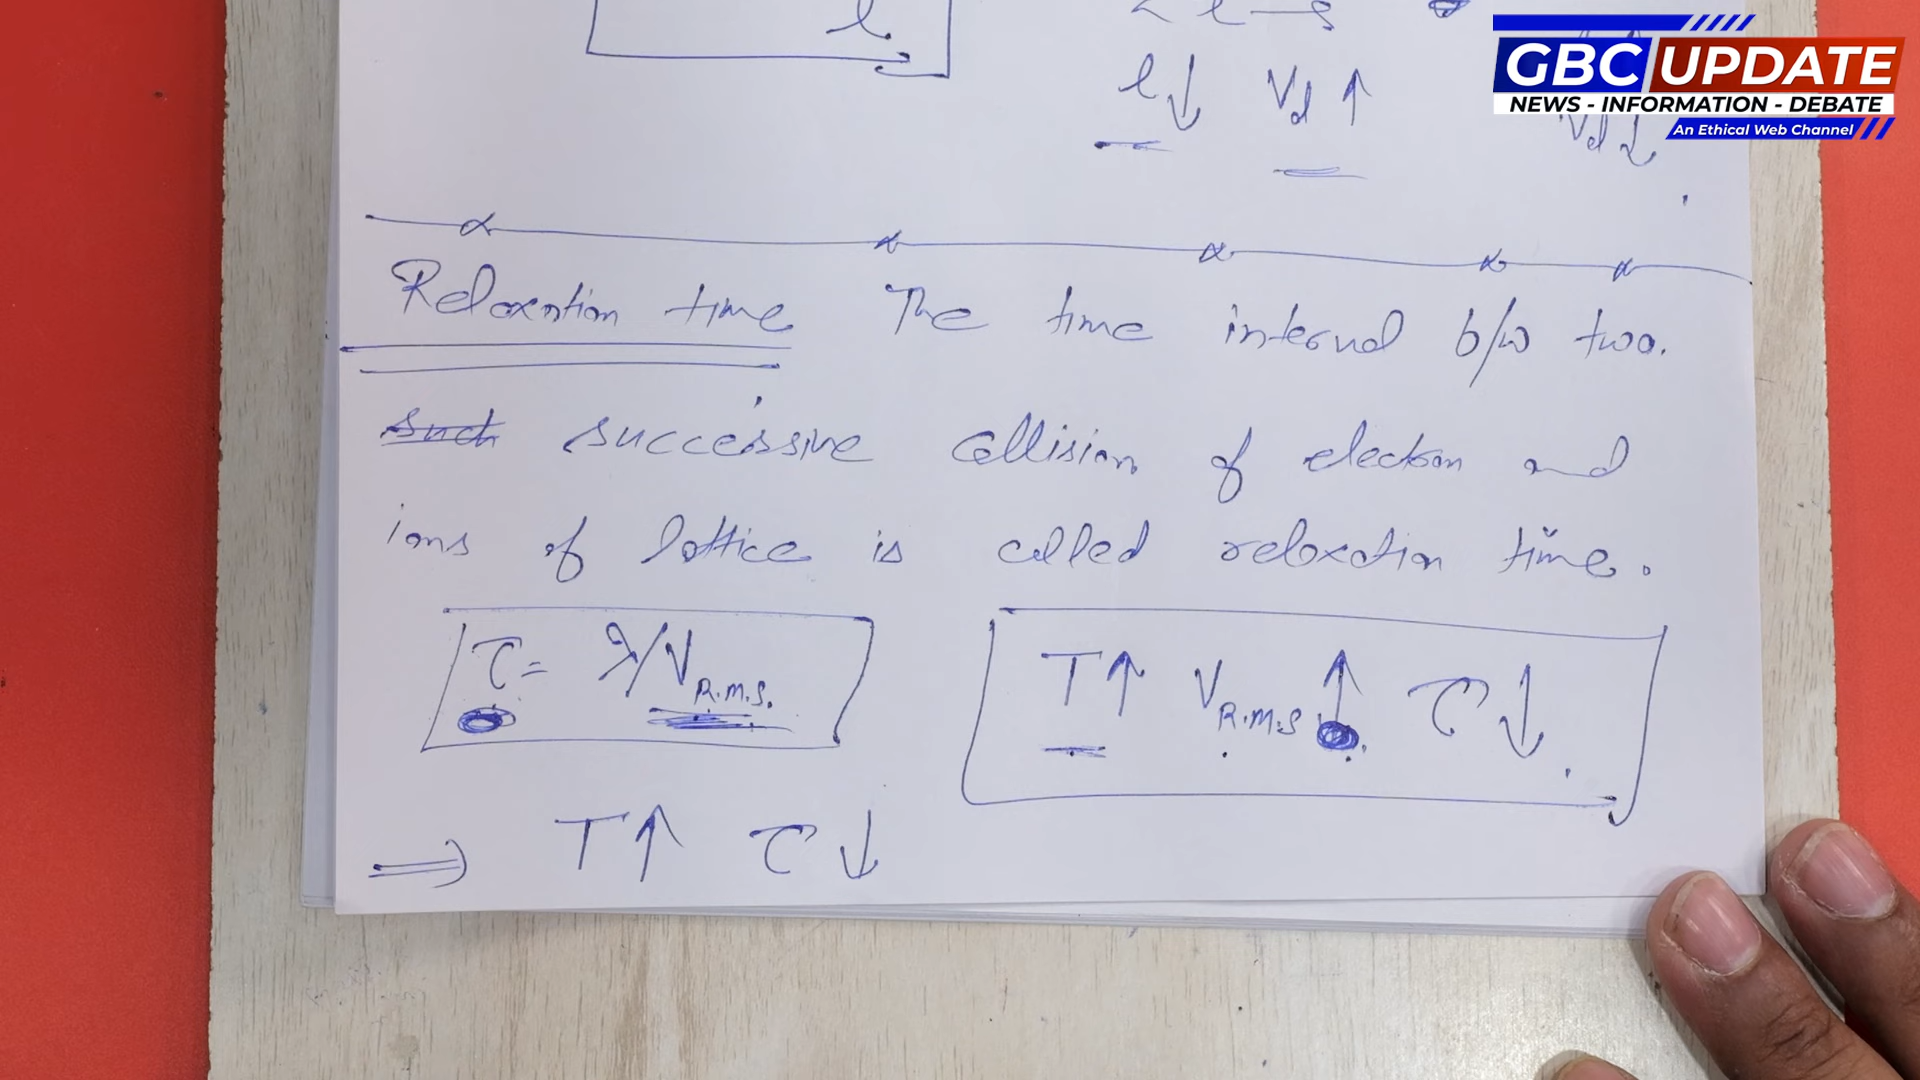 l
GBC UPDATE
NEWS - INFORMATION - DEBATE
An Ethical Web Channel
l↓ Vd↑ Vd↓
Relaxation time The time interval b/w two.
such successive collision of electron and
ions of lattice is called relaxation time.
τ = λ/V R.M.S. T↑ V R.M.S ↑ τ↓
⇒ T↑ τ↓